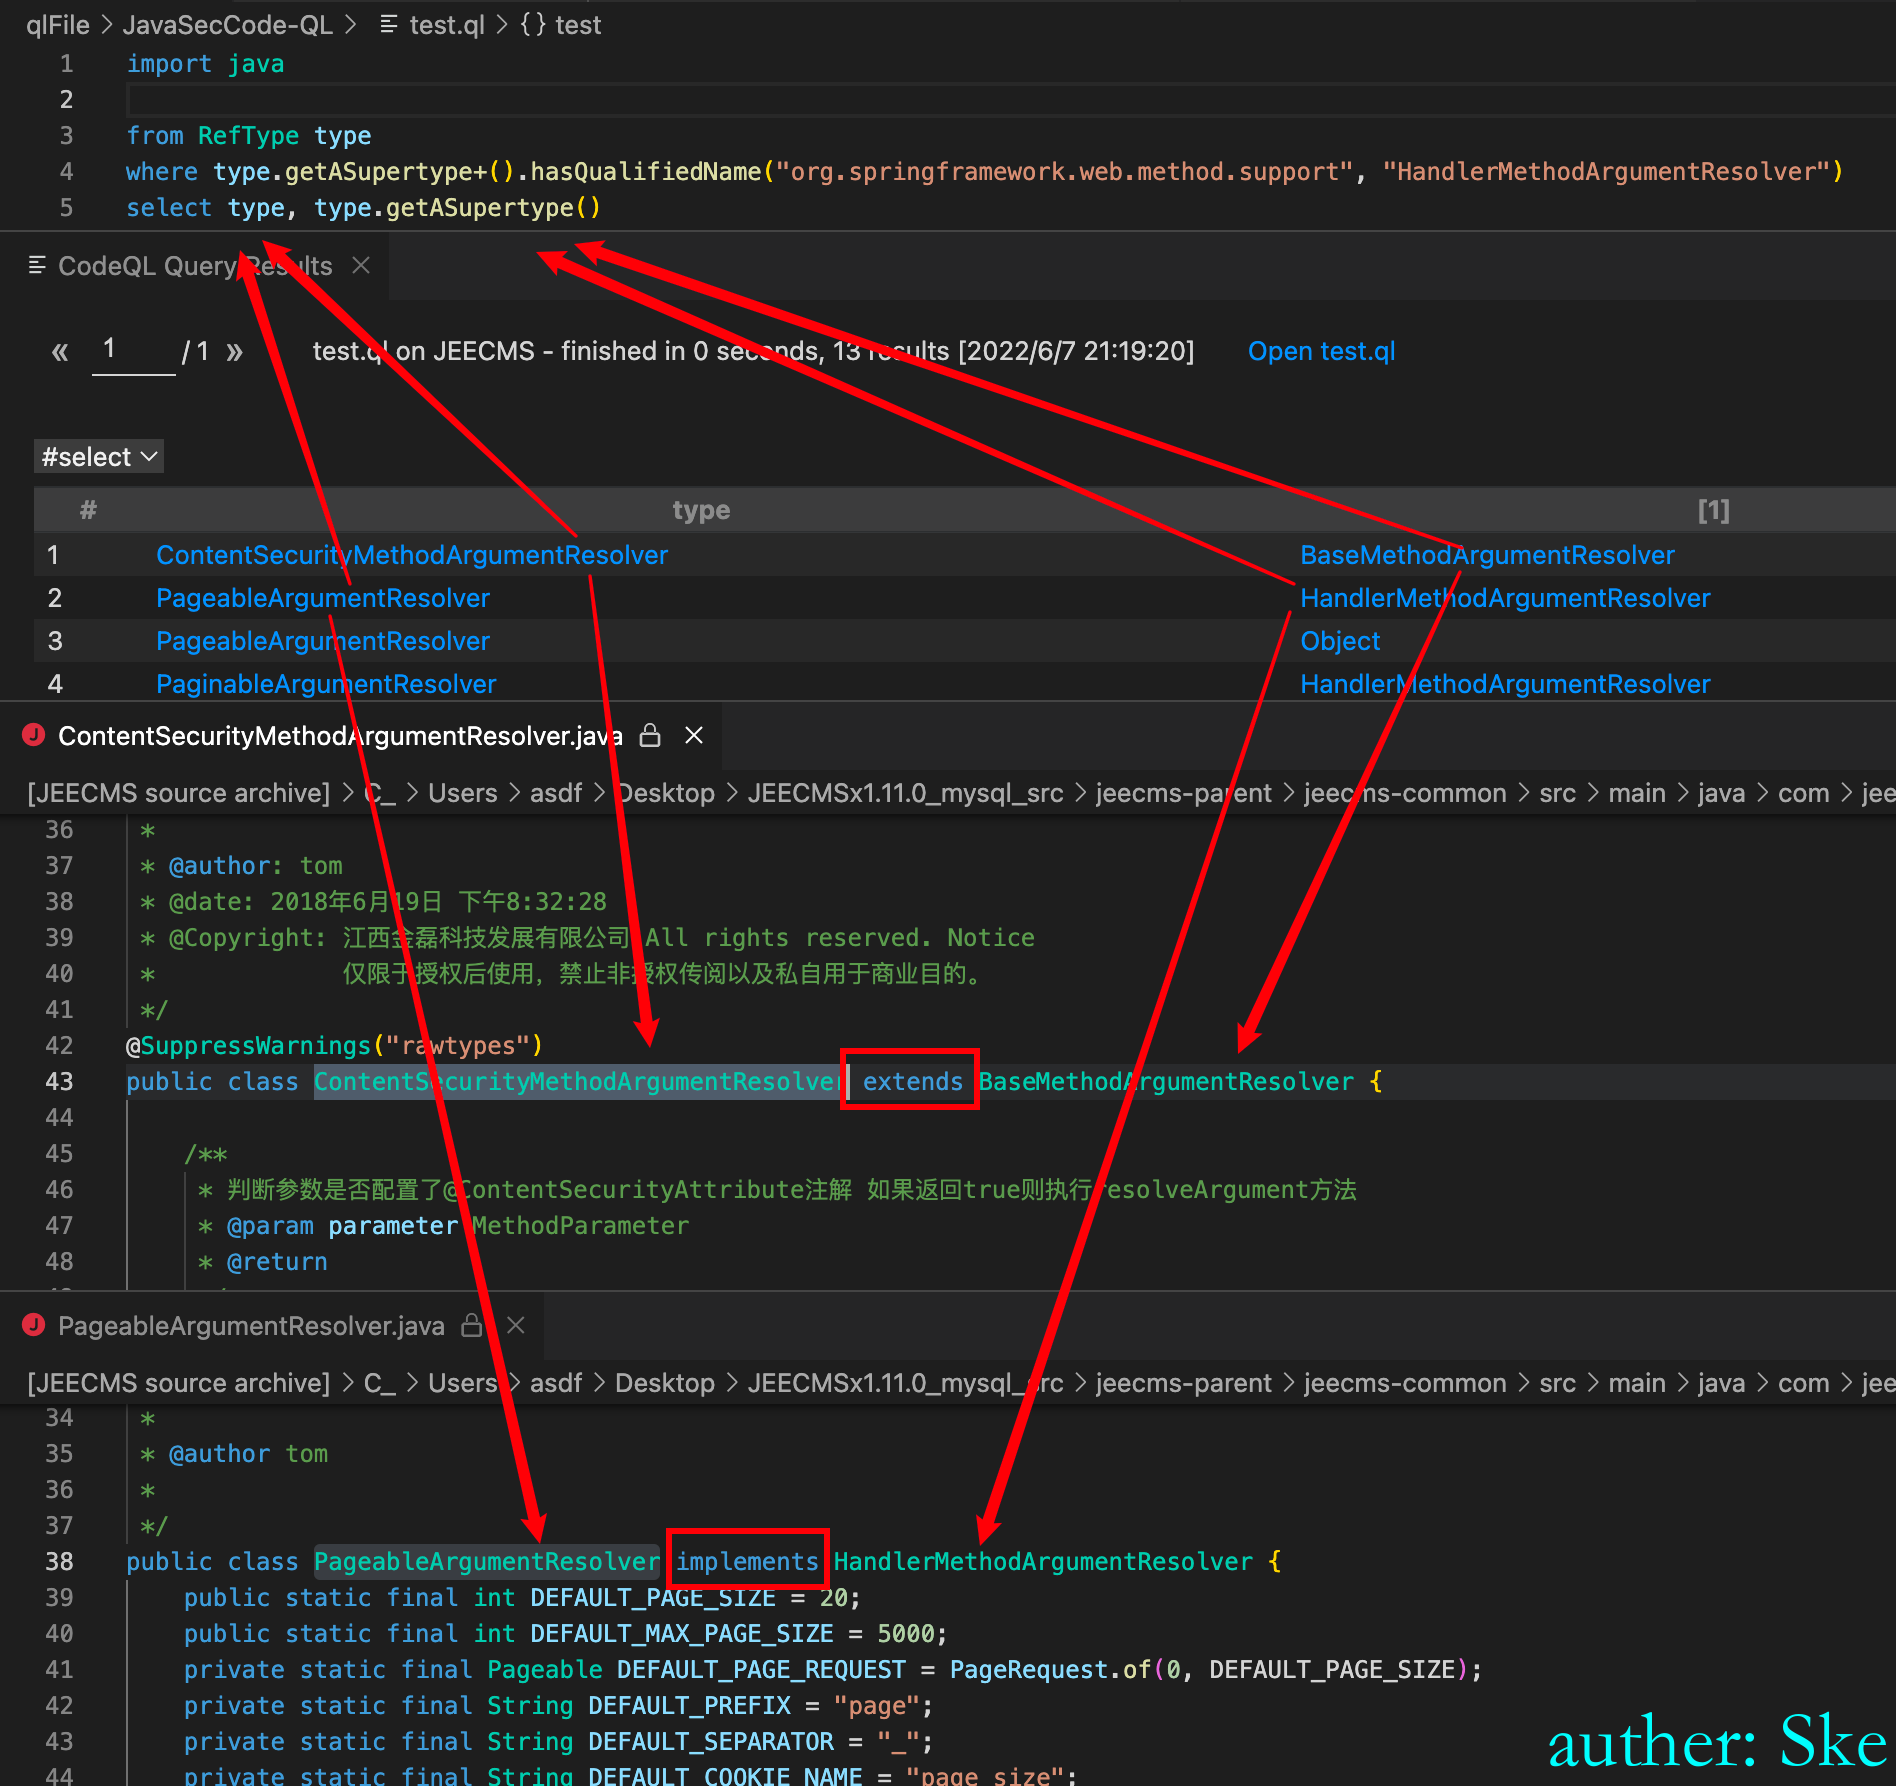 qlFile > JavaSecCode-QL > test.ql > {} test
1 import java
2
3 from RefType type
4 where type.getASupertype+().hasQualifiedName("org.springframework.web.method.support", "HandlerMethodArgumentResolver")
5 select type, type.getASupertype()
CodeQL Query Results
« 1 / 1 » test.ql on JEECMS - finished in 0 seconds, 13 results [2022/6/7 21:19:20] Open test.ql
#select
# type [1]
1 ContentSecurityMethodArgumentResolver BaseMethodArgumentResolver
2 PageableArgumentResolver HandlerMethodArgumentResolver
3 PageableArgumentResolver Object
4 PaginableArgumentResolver HandlerMethodArgumentResolver
J ContentSecurityMethodArgumentResolver.java
[JEECMS source archive] > C_ > Users > asdf > Desktop > JEECMSx1.11.0_mysql_src > jeecms-parent > jeecms-common > src > main > java > com > jee
36 *
37 * @author: tom
38 * @date: 2018年6月19日 下午8:32:28
39 * @Copyright: 江西金磊科技发展有限公司 All rights reserved. Notice
40 * 仅限于授权后使用，禁止非授权传阅以及私自用于商业目的。
41 */
42 @SuppressWarnings("rawtypes")
43 public class ContentSecurityMethodArgumentResolver extends BaseMethodArgumentResolver {
44
45 /**
46 * 判断参数是否配置了@ContentSecurityAttribute注解 如果返回true则执行resolveArgument方法
47 * @param parameter MethodParameter
48 * @return
J PageableArgumentResolver.java
[JEECMS source archive] > C_ > Users > asdf > Desktop > JEECMSx1.11.0_mysql_src > jeecms-parent > jeecms-common > src > main > java > com > jee
34 *
35 * @author tom
36 *
37 */
38 public class PageableArgumentResolver implements HandlerMethodArgumentResolver {
39 public static final int DEFAULT_PAGE_SIZE = 20;
40 public static final int DEFAULT_MAX_PAGE_SIZE = 5000;
41 private static final Pageable DEFAULT_PAGE_REQUEST = PageRequest.of(0, DEFAULT_PAGE_SIZE);
42 private static final String DEFAULT_PREFIX = "page";
43 private static final String DEFAULT_SEPARATOR = "_";
44 private static final String DEFAULT_COOKIE_NAME = "page_size";
auther: Ske